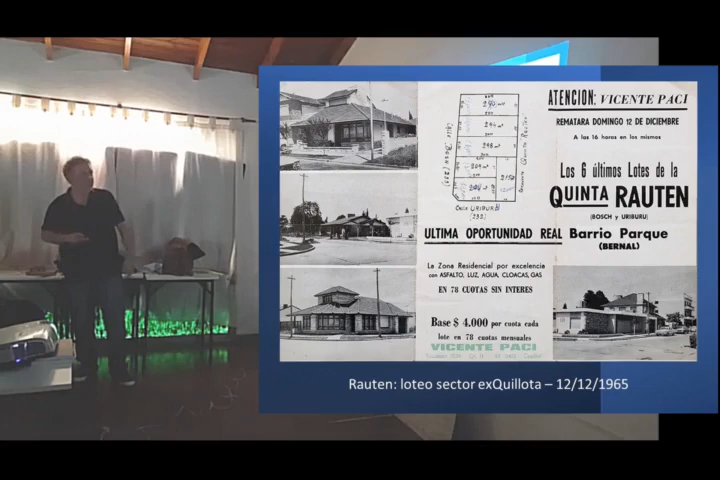 ATENCION: VICENTE PACI
REMATARA DOMINGO 12 DE DICIEMBRE
A las 16 horas en los mismos
Los 6 últimos Lotes de la
QUINTA RAUTEN
(BOSCH y URIBURU)
ULTIMA OPORTUNIDAD REAL Barrio Parque
(BERNAL)
CALLE URIBURU
(232)
La Zona Residencial por excelencia
con ASFALTO, LUZ, AGUA, CLOACAS, GAS
EN 78 CUOTAS SIN INTERES
Base $ 4.000 por cuota cada
lote en 78 cuotas mensuales
VICENTE PACI
Rauten: loteo sector exQuillota – 12/12/1965